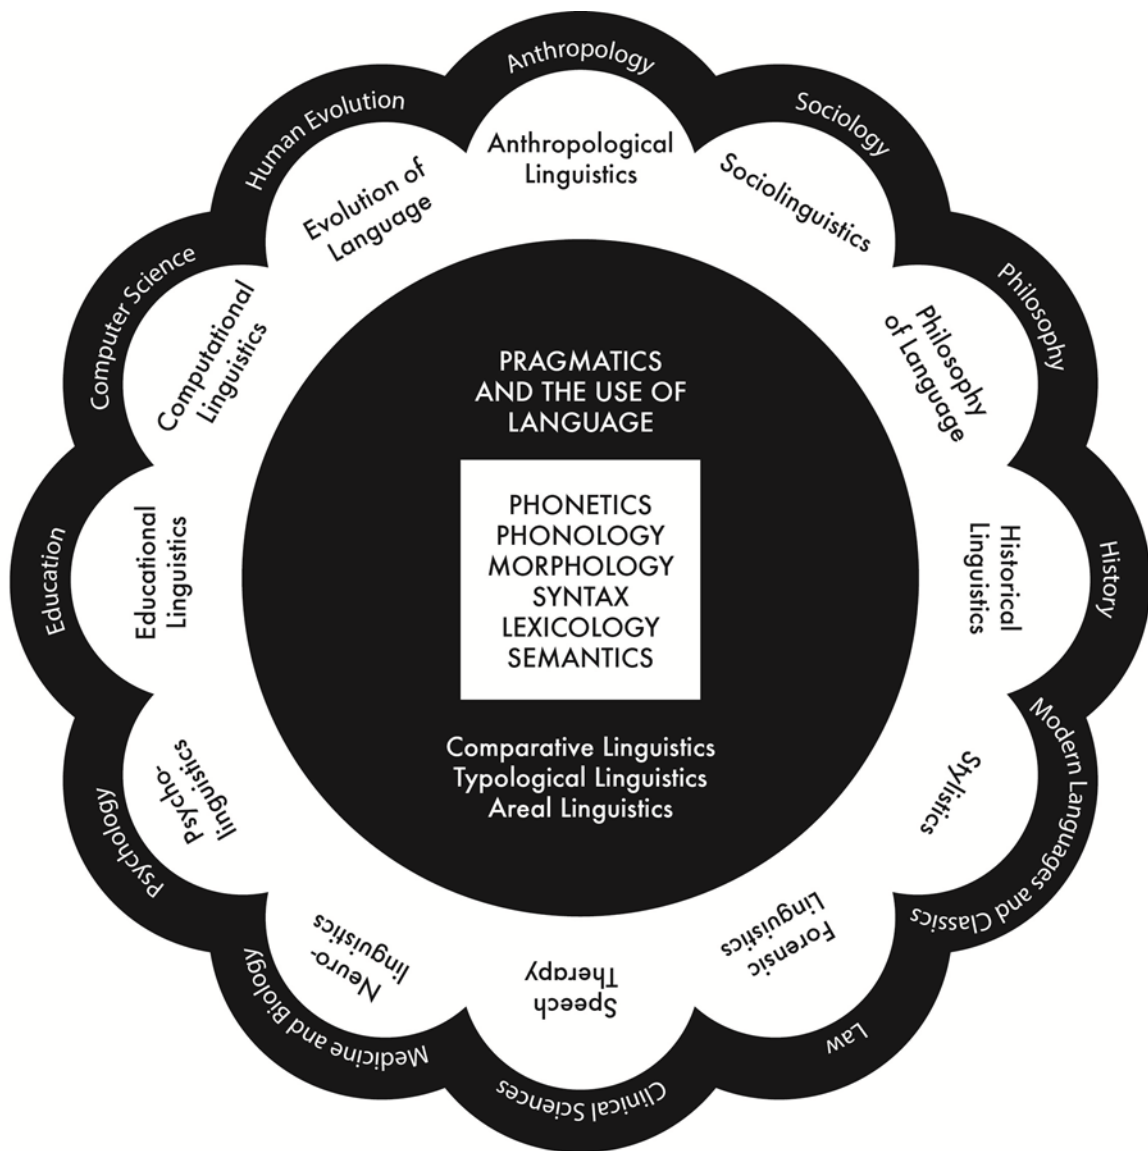 Anthropology
Anthropological
Linguistics
Sociology
Sociolinguistics
Philosophy
Philosophy
of Language
History
Historical
Linguistics
Modern Languages and Classics
Stylistics
Law
Forensic
Linguistics
Clinical Sciences
Speech
Therapy
Medicine and Biology
Neuro-
linguistics
Psychology
Psycho-
linguistics
Education
Educational
Linguistics
Computer Science
Computational
Linguistics
Human Evolution
Evolution of
Language
PRAGMATICS
AND THE USE OF
LANGUAGE
PHONETICS
PHONOLOGY
MORPHOLOGY
SYNTAX
LEXICOLOGY
SEMANTICS
Comparative Linguistics
Typological Linguistics
Areal Linguistics